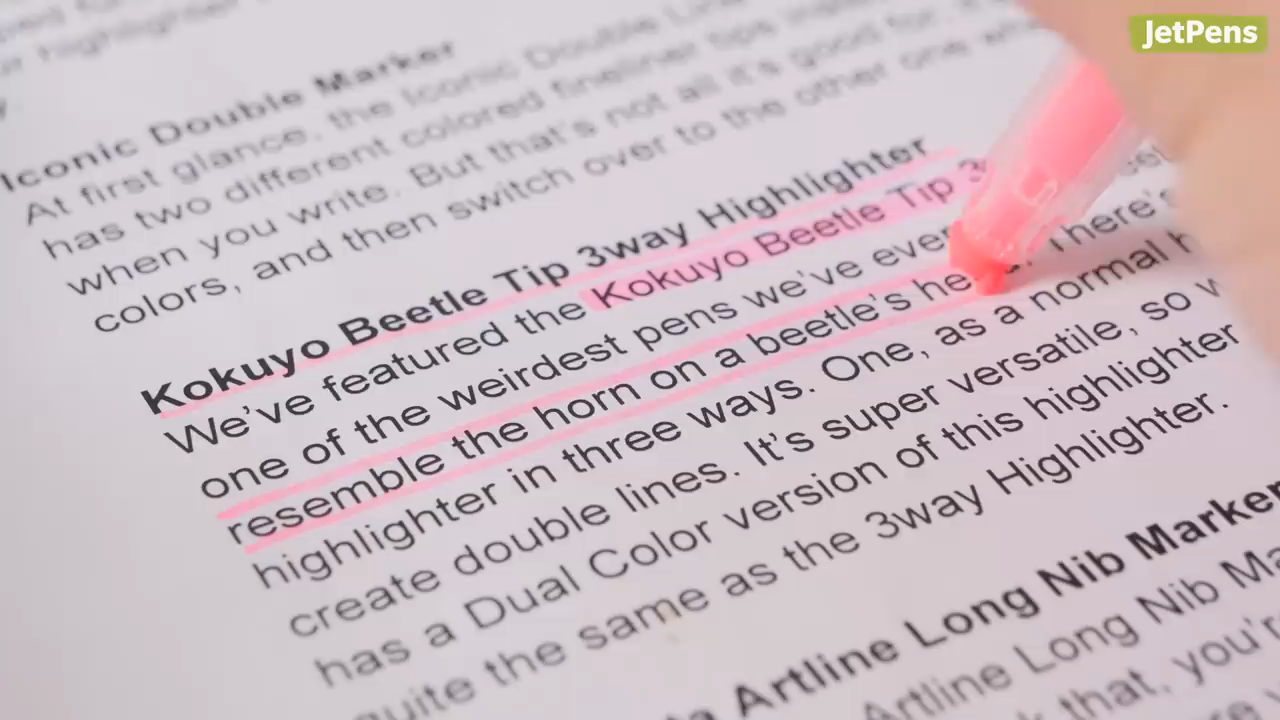 JetPens
Iconic Double Marker
At first glance, the Iconic Double
has two different colored fineliner tips
when you write. But that's not all it's good for.
colors, and then switch over to the other one
Kokuyo Beetle Tip 3way Highlighter
We've featured the Kokuyo Beetle Tip 3
one of the weirdest pens we've ever There's
resemble the horn on a beetle's he
highlighter in three ways. One, as a normal h
create double lines. It's super versatile, so
has a Dual Color version of this highlighter
quite the same as the 3way Highlighter.
Artline Long Nib Marker
Artline Long Nib Ma
that, you're